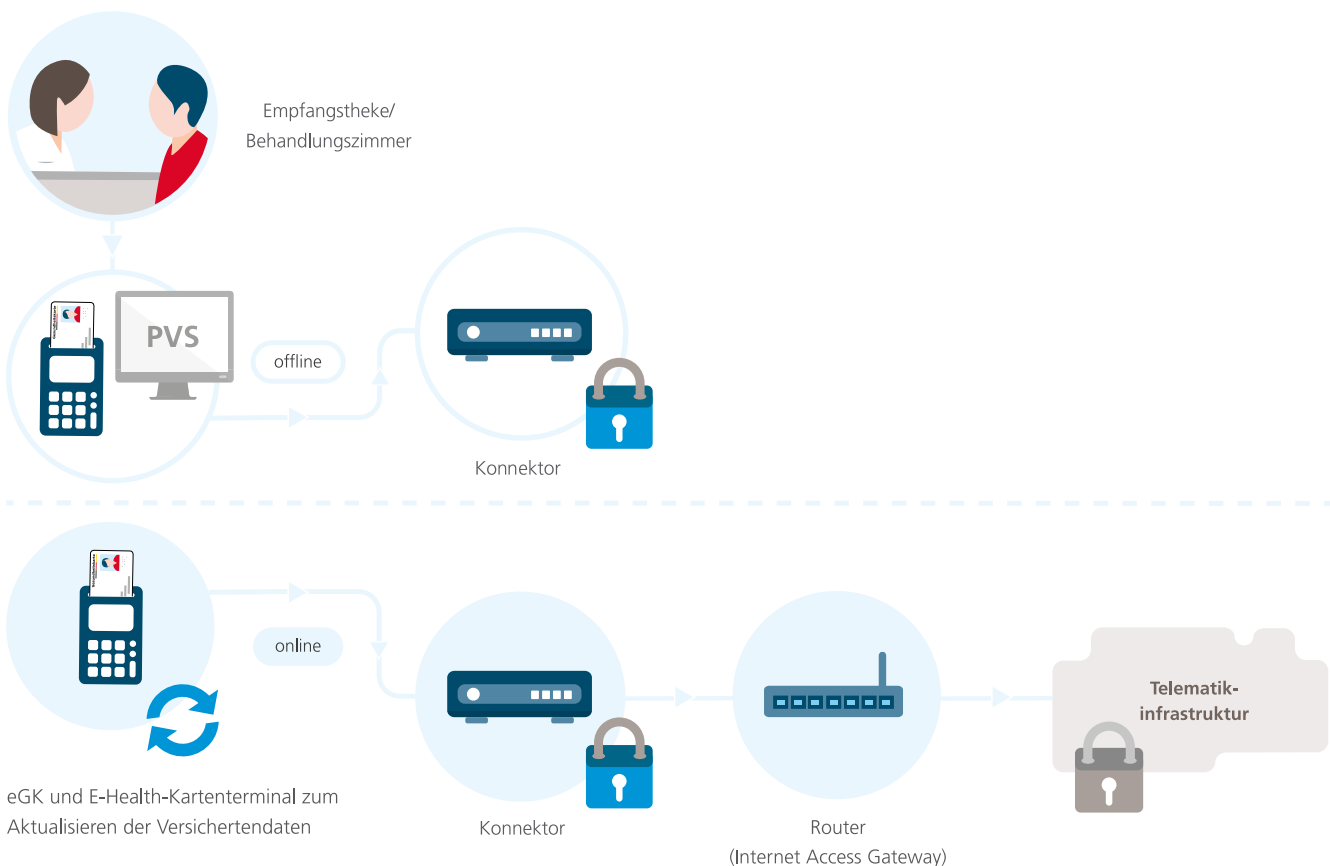 Empfangstheke/
Behandlungszimmer
PVS
offline
Konnektor
online
Telematik-
infrastruktur
eGK und E-Health-Kartenterminal zum
Aktualisieren der Versichertendaten
Konnektor
Router
(Internet Access Gateway)